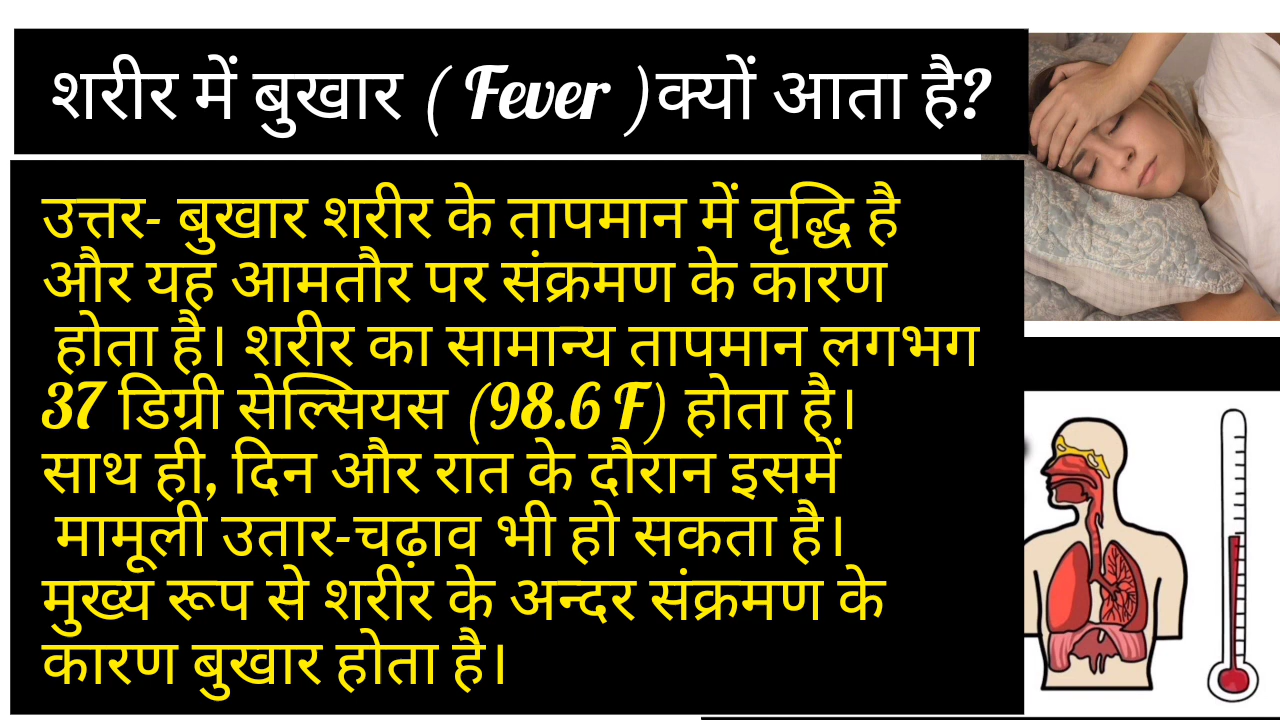 शरीर में बुखार ( Fever )क्यों आता है?
उत्तर- बुखार शरीर के तापमान में वृद्धि है
और यह आमतौर पर संक्रमण के कारण
होता है। शरीर का सामान्य तापमान लगभग
37 डिग्री सेल्सियस (98.6 F) होता है।
साथ ही, दिन और रात के दौरान इसमें
मामूली उतार-चढ़ाव भी हो सकता है।
मुख्य रूप से शरीर के अन्दर संक्रमण के
कारण बुखार होता है।